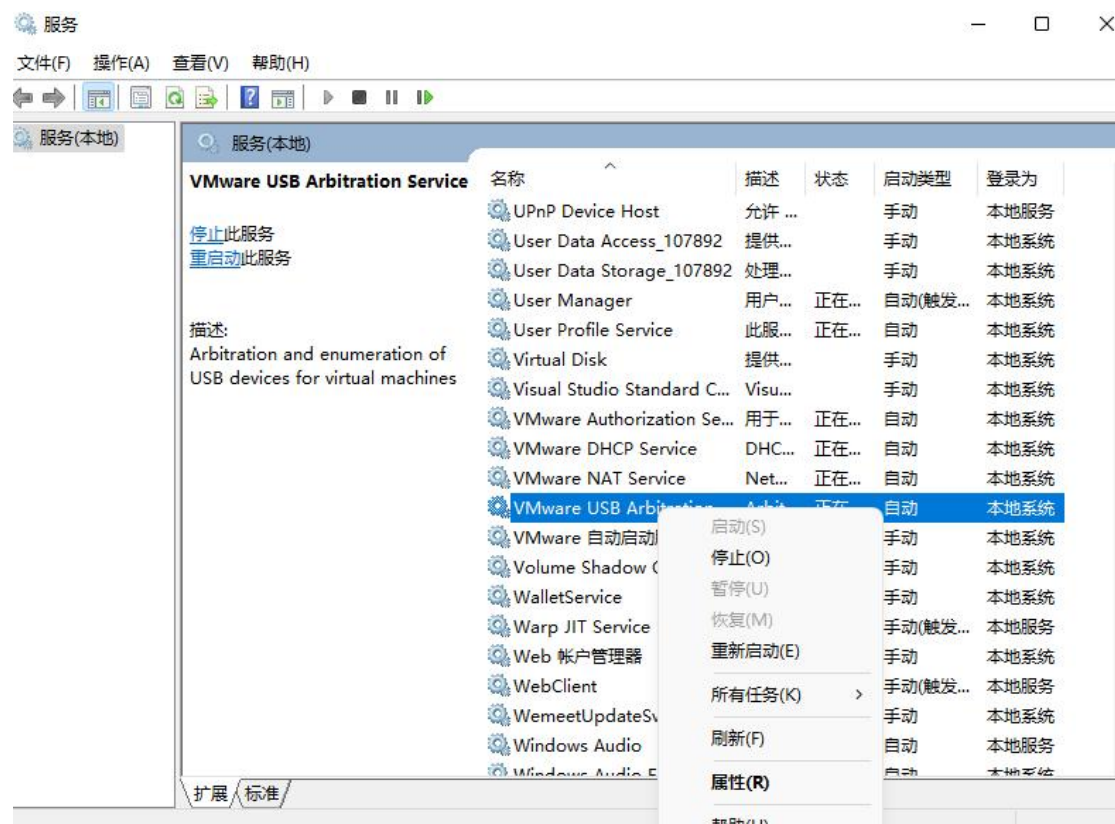 服务
文件(F) 操作(A) 查看(V) 帮助(H)
服务(本地)
服务(本地)
VMware USB Arbitration Service
停止此服务
重启动此服务
描述:
Arbitration and enumeration of
USB devices for virtual machines
名称 描述 状态 启动类型 登录为
UPnP Device Host 允许 ... 手动 本地服务
User Data Access_107892 提供... 手动 本地系统
User Data Storage_107892 处理... 手动 本地系统
User Manager 用户... 正在... 自动(触发... 本地系统
User Profile Service 此服... 正在... 自动 本地系统
Virtual Disk 提供... 手动 本地系统
Visual Studio Standard C... Visu... 手动 本地系统
VMware Authorization Se... 用于... 正在... 自动 本地系统
VMware DHCP Service DHC... 正在... 自动 本地系统
VMware NAT Service Net... 正在... 自动 本地系统
VMware USB Arbitration Arbit 正在 自动 本地系统
VMware 自动启动 手动 本地系统
Volume Shadow 手动 本地系统
WalletService 手动 本地系统
Warp JIT Service 手动(触发... 本地服务
Web 帐户管理器 手动 本地系统
WebClient 手动(触发... 本地服务
WemeetUpdateSv 手动 本地系统
Windows Audio 自动 本地服务
Windows Audio E 自动 本地系统
启动(S)
停止(O)
暂停(U)
恢复(M)
重新启动(E)
所有任务(K)
刷新(F)
属性(R)
帮助(H)
扩展 标准